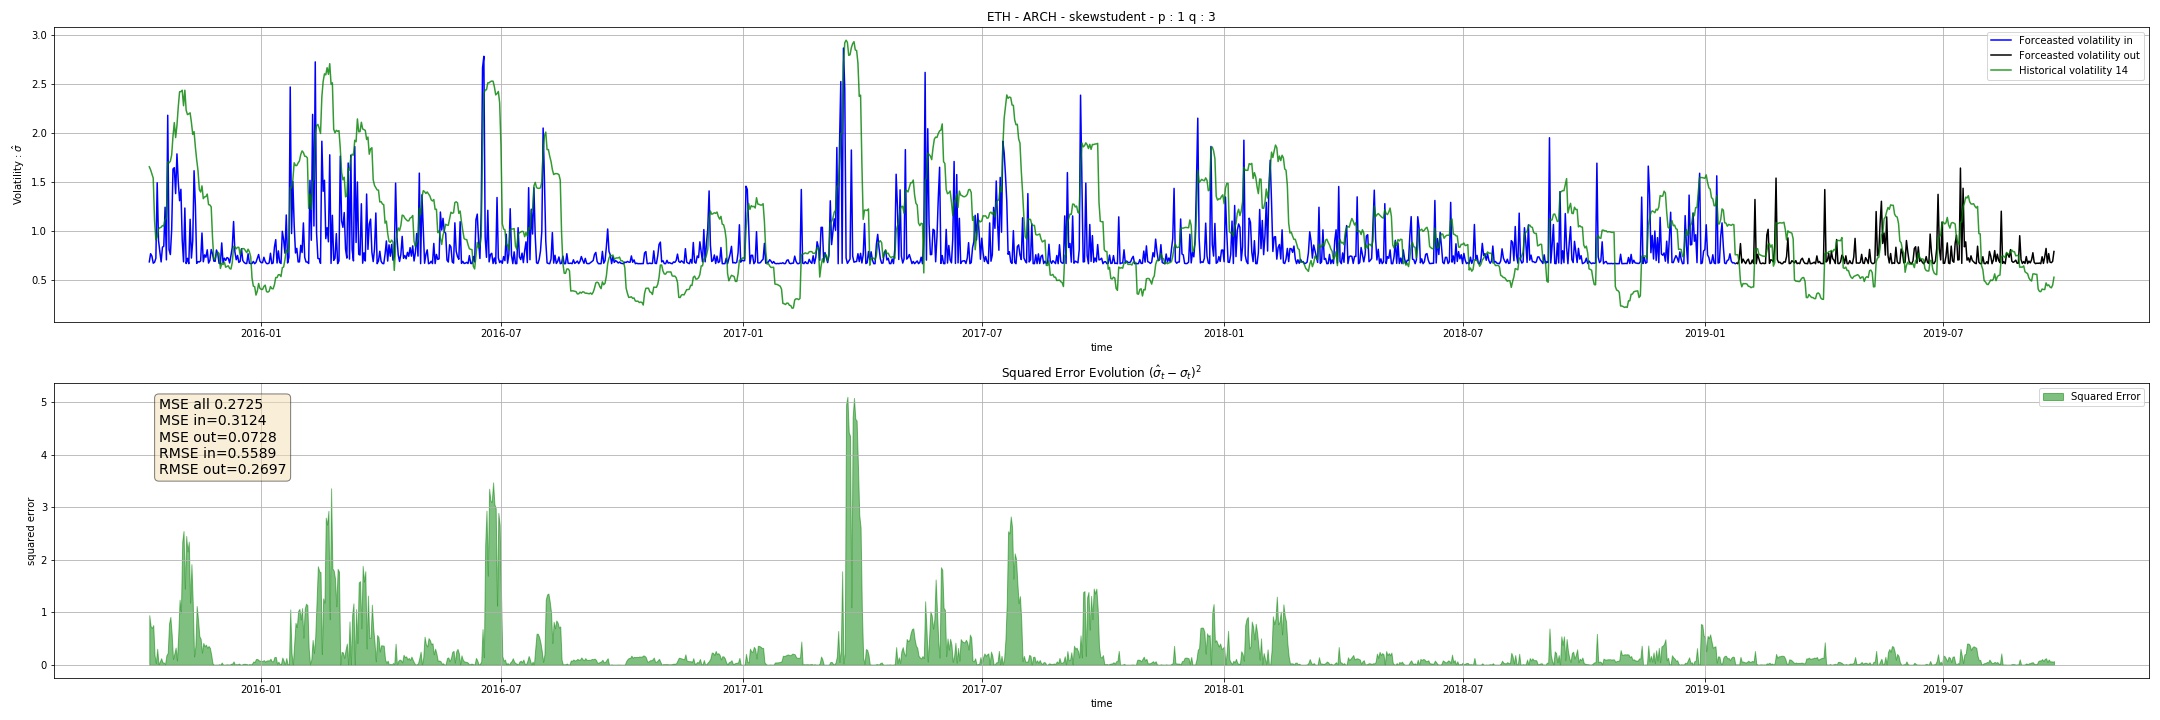 ETH - ARCH - skewstudent - p : 1 q : 3
Forceasted volatility in
Forceasted volatility out
Historical volatility 14
Volatility : σ̂
3.0
2.5
2.0
1.5
1.0
0.5
2016-01 2016-07 2017-01 2017-07 2018-01 2018-07 2019-01 2019-07
time
Squared Error Evolution (σ̂ₜ − σₜ)²
Squared Error
MSE all 0.2725
MSE in=0.3124
MSE out=0.0728
RMSE in=0.5589
RMSE out=0.2697
squared error
5
4
3
2
1
0
2016-01 2016-07 2017-01 2017-07 2018-01 2018-07 2019-01 2019-07
time